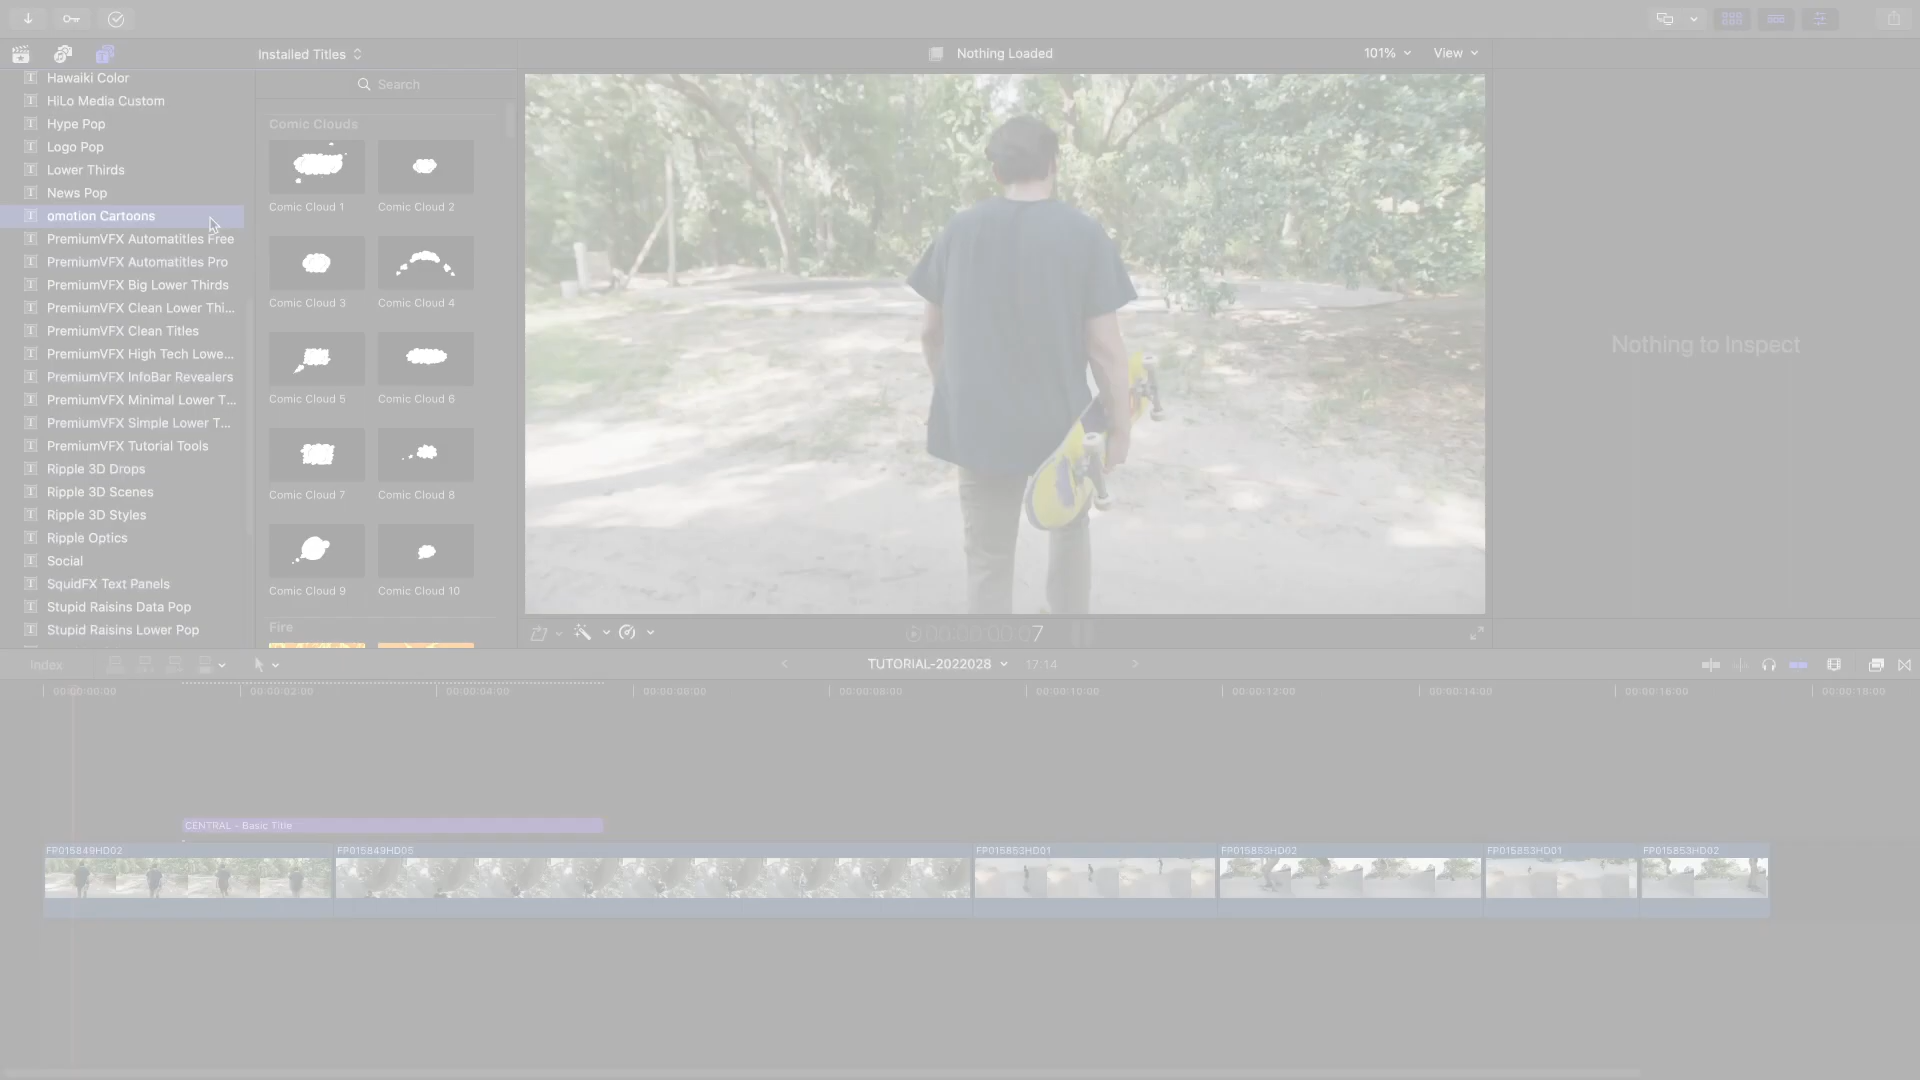 Installed Titles
Nothing Loaded
101%
View
Hawaiki Color
HiLo Media Custom
Hype Pop
Logo Pop
Lower Thirds
News Pop
omotion Cartoons
PremiumVFX Automatitles Free
PremiumVFX Automatitles Pro
PremiumVFX Big Lower Thirds
PremiumVFX Clean Lower Thi...
PremiumVFX Clean Titles
PremiumVFX High Tech Lowe...
PremiumVFX InfoBar Revealers
PremiumVFX Minimal Lower T...
PremiumVFX Simple Lower T...
PremiumVFX Tutorial Tools
Ripple 3D Drops
Ripple 3D Scenes
Ripple 3D Styles
Ripple Optics
Social
SquidFX Text Panels
Stupid Raisins Data Pop
Stupid Raisins Lower Pop
Search
Comic Clouds
Comic Cloud 1
Comic Cloud 2
Comic Cloud 3
Comic Cloud 4
Comic Cloud 5
Comic Cloud 6
Comic Cloud 7
Comic Cloud 8
Comic Cloud 9
Comic Cloud 10
Fire
Nothing to Inspect
00:00:00:07
Index
TUTORIAL-2022028
17:14
00:00:00:00
00:00:02:00
00:00:04:00
00:00:06:00
00:00:08:00
00:00:10:00
00:00:12:00
00:00:14:00
00:00:16:00
00:00:18:00
CENTRAL - Basic Title
FP015849HD02
FP015849HD05
FP015853HD01
FP015853HD02
FP015853HD01
FP015853HD02